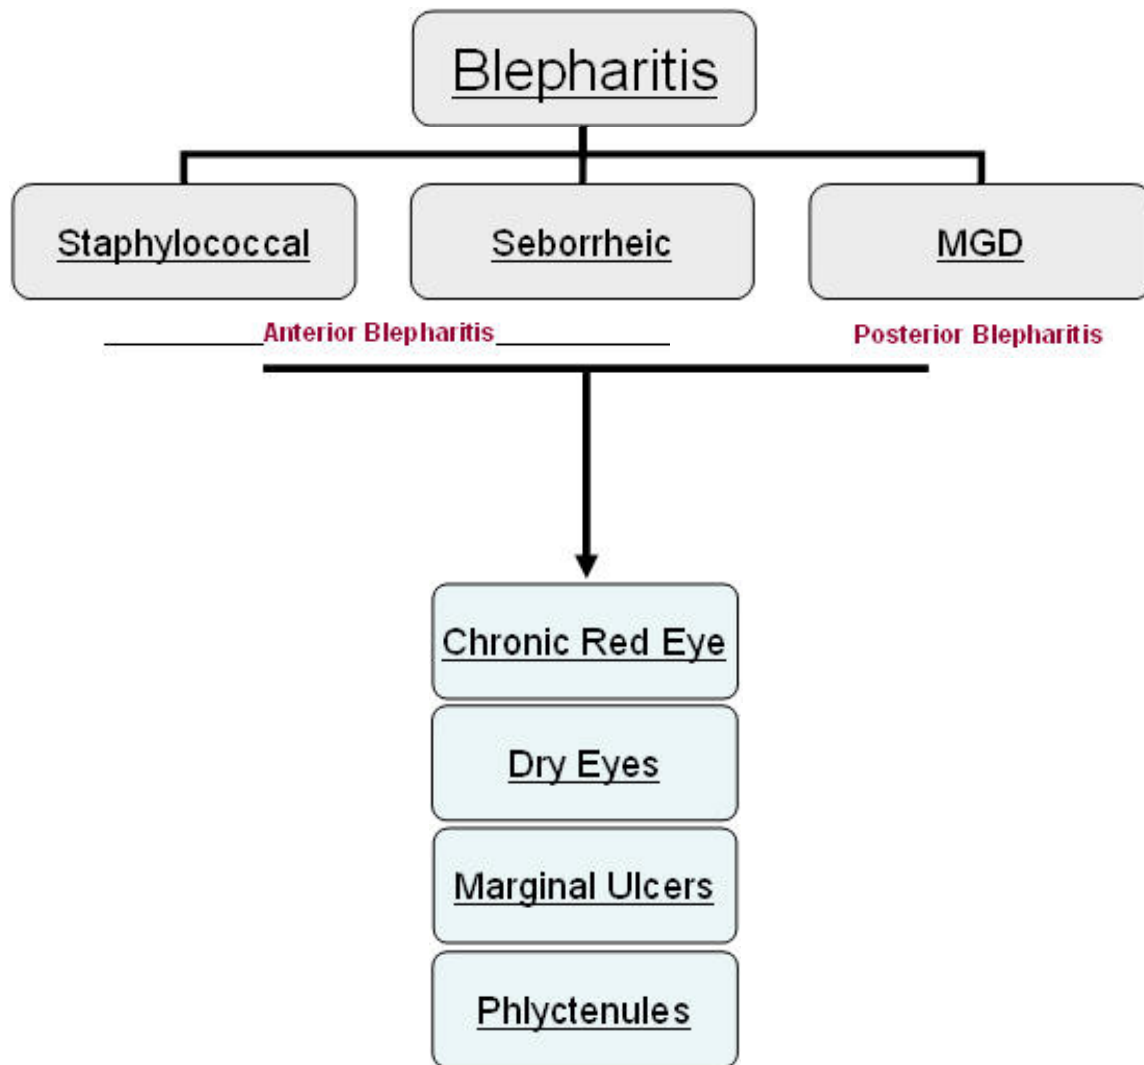 Blepharitis
Staphylococcal
Seborrheic
MGD
Anterior Blepharitis
Posterior Blepharitis
Chronic Red Eye
Dry Eyes
Marginal Ulcers
Phlyctenules